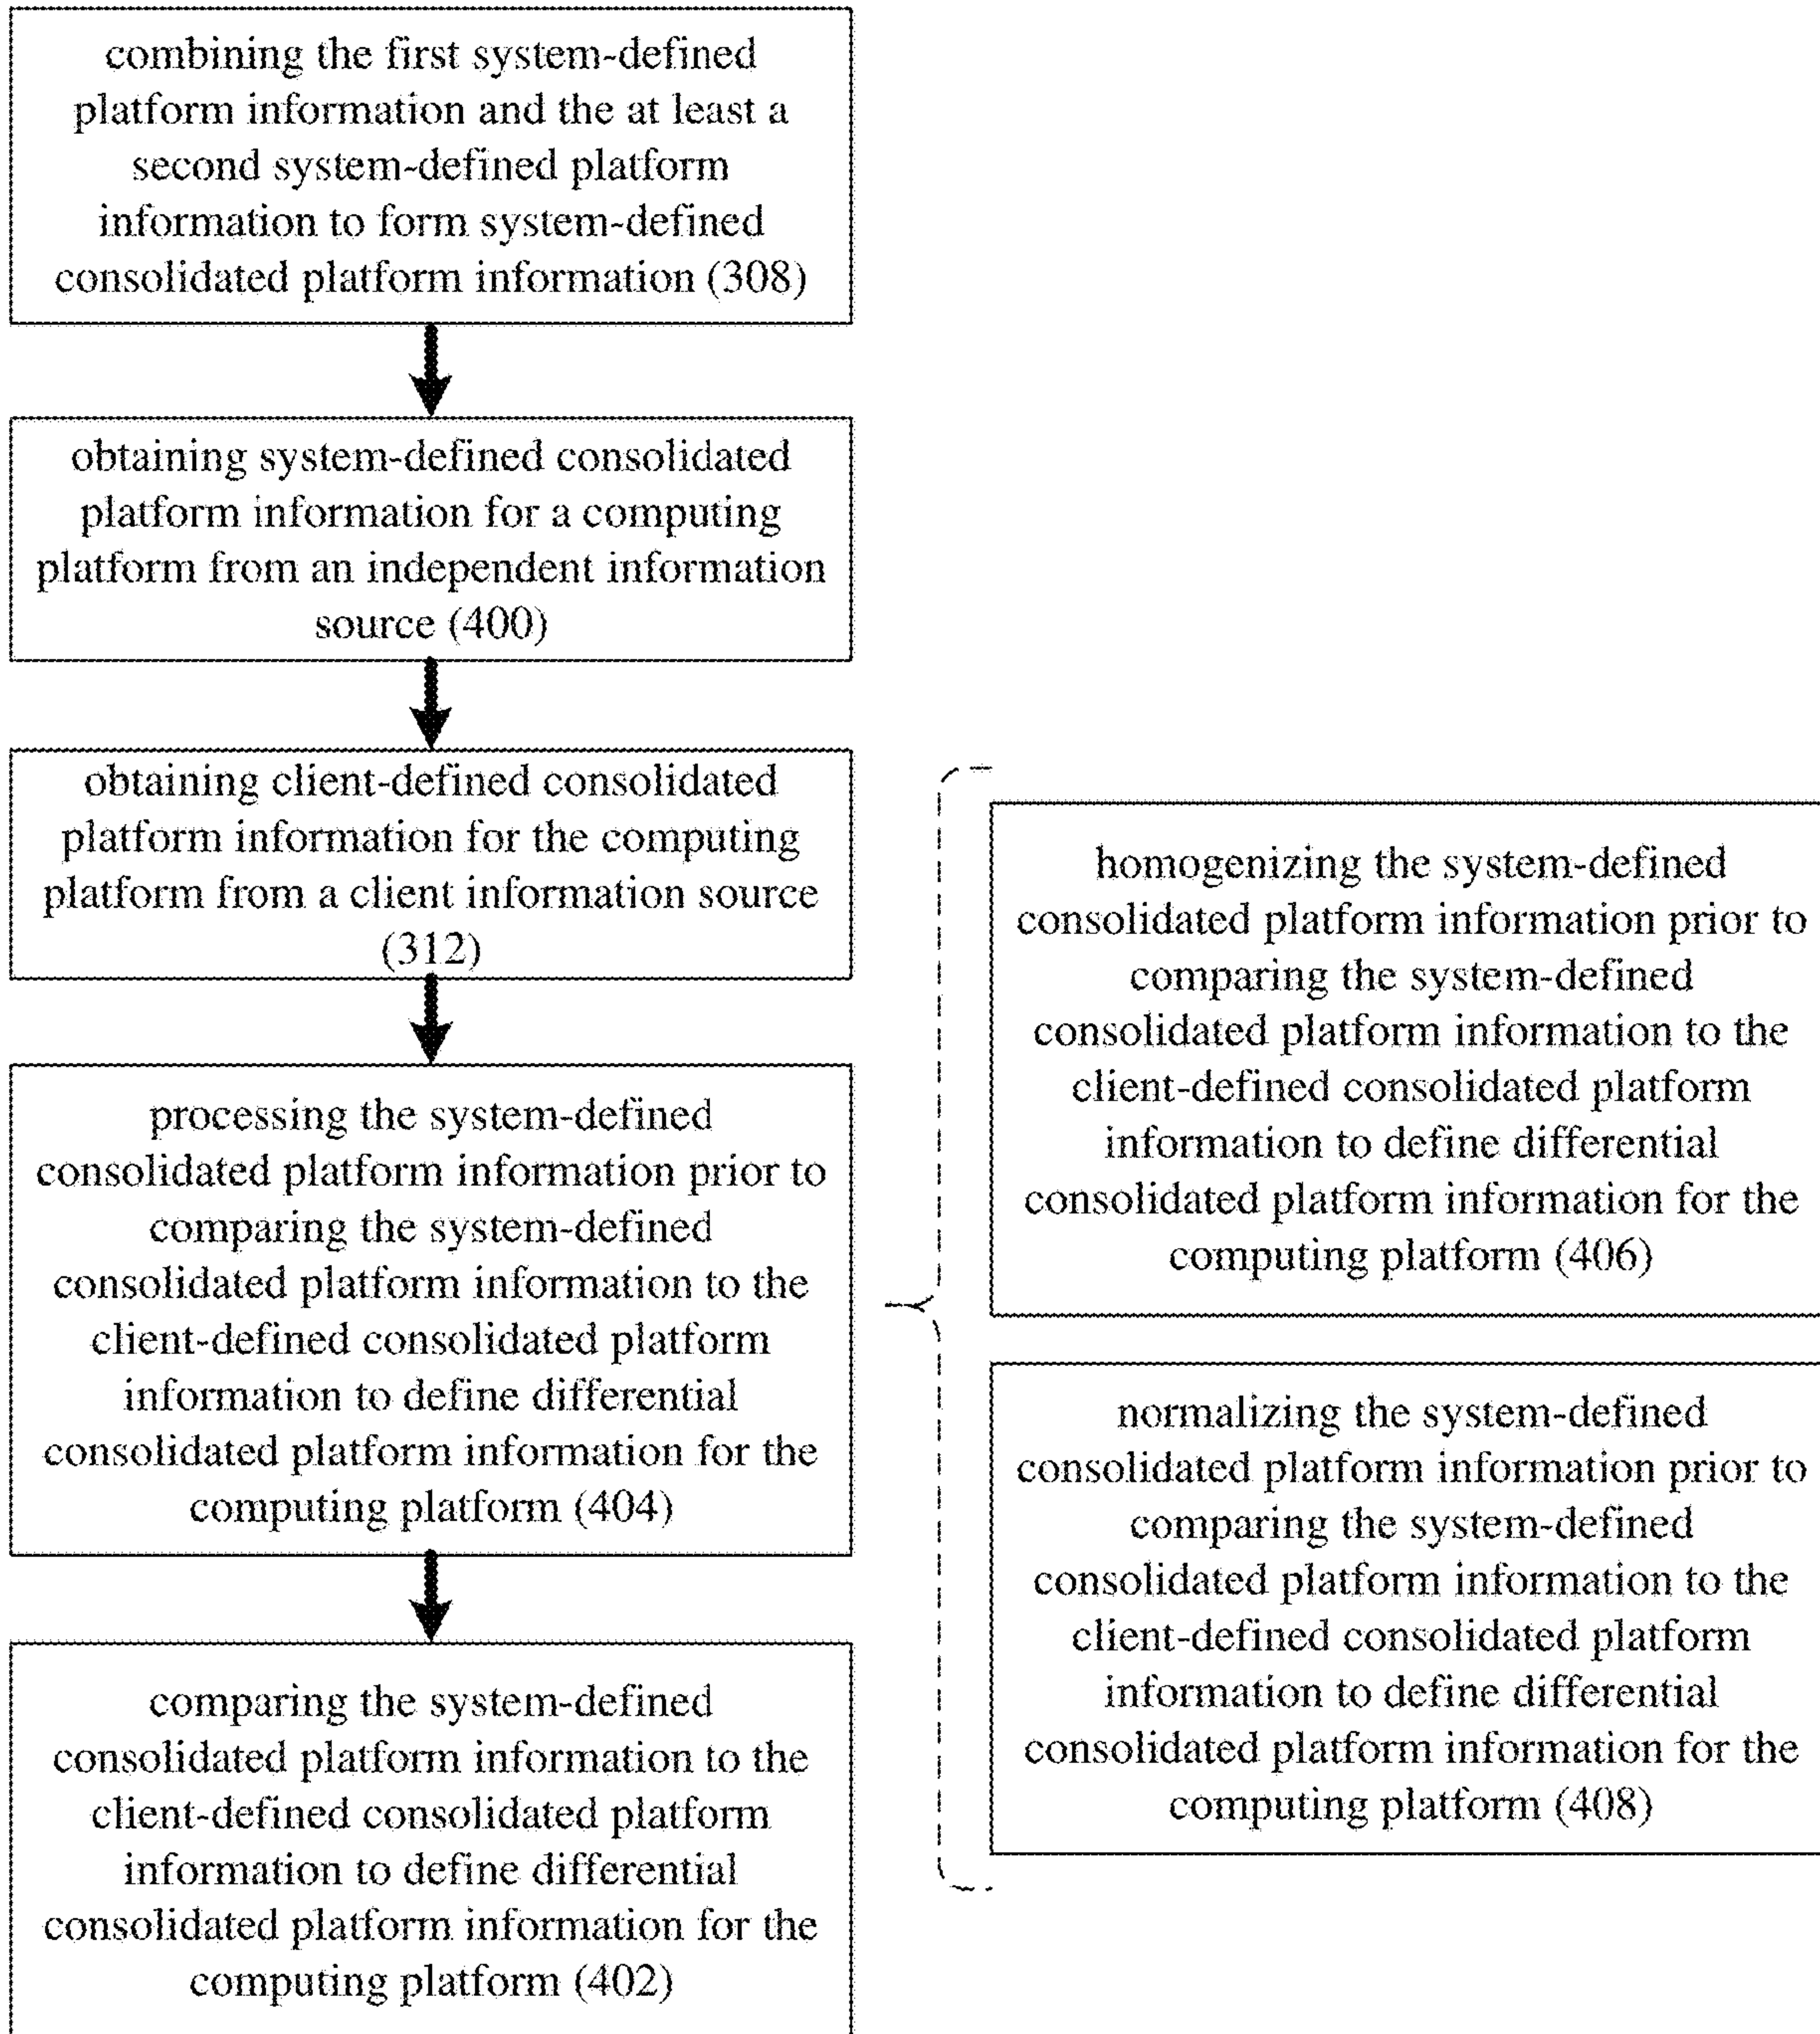 combining the first system-defined
platform information and the at least a
second system-defined platform
information to form system-defined
consolidated platform information (308)
obtaining system-defined consolidated
platform information for a computing
platform from an independent information
source (400)
obtaining client-defined consolidated
platform information for the computing
platform from a client information source
(312)
processing the system-defined
consolidated platform information prior to
comparing the system-defined
consolidated platform information to the
client-defined consolidated platform
information to define differential
consolidated platform information for the
computing platform (404)
comparing the system-defined
consolidated platform information to the
client-defined consolidated platform
information to define differential
consolidated platform information for the
computing platform (402)
homogenizing the system-defined
consolidated platform information prior to
comparing the system-defined
consolidated platform information to the
client-defined consolidated platform
information to define differential
consolidated platform information for the
computing platform (406)
normalizing the system-defined
consolidated platform information prior to
comparing the system-defined
consolidated platform information to the
client-defined consolidated platform
information to define differential
consolidated platform information for the
computing platform (408)